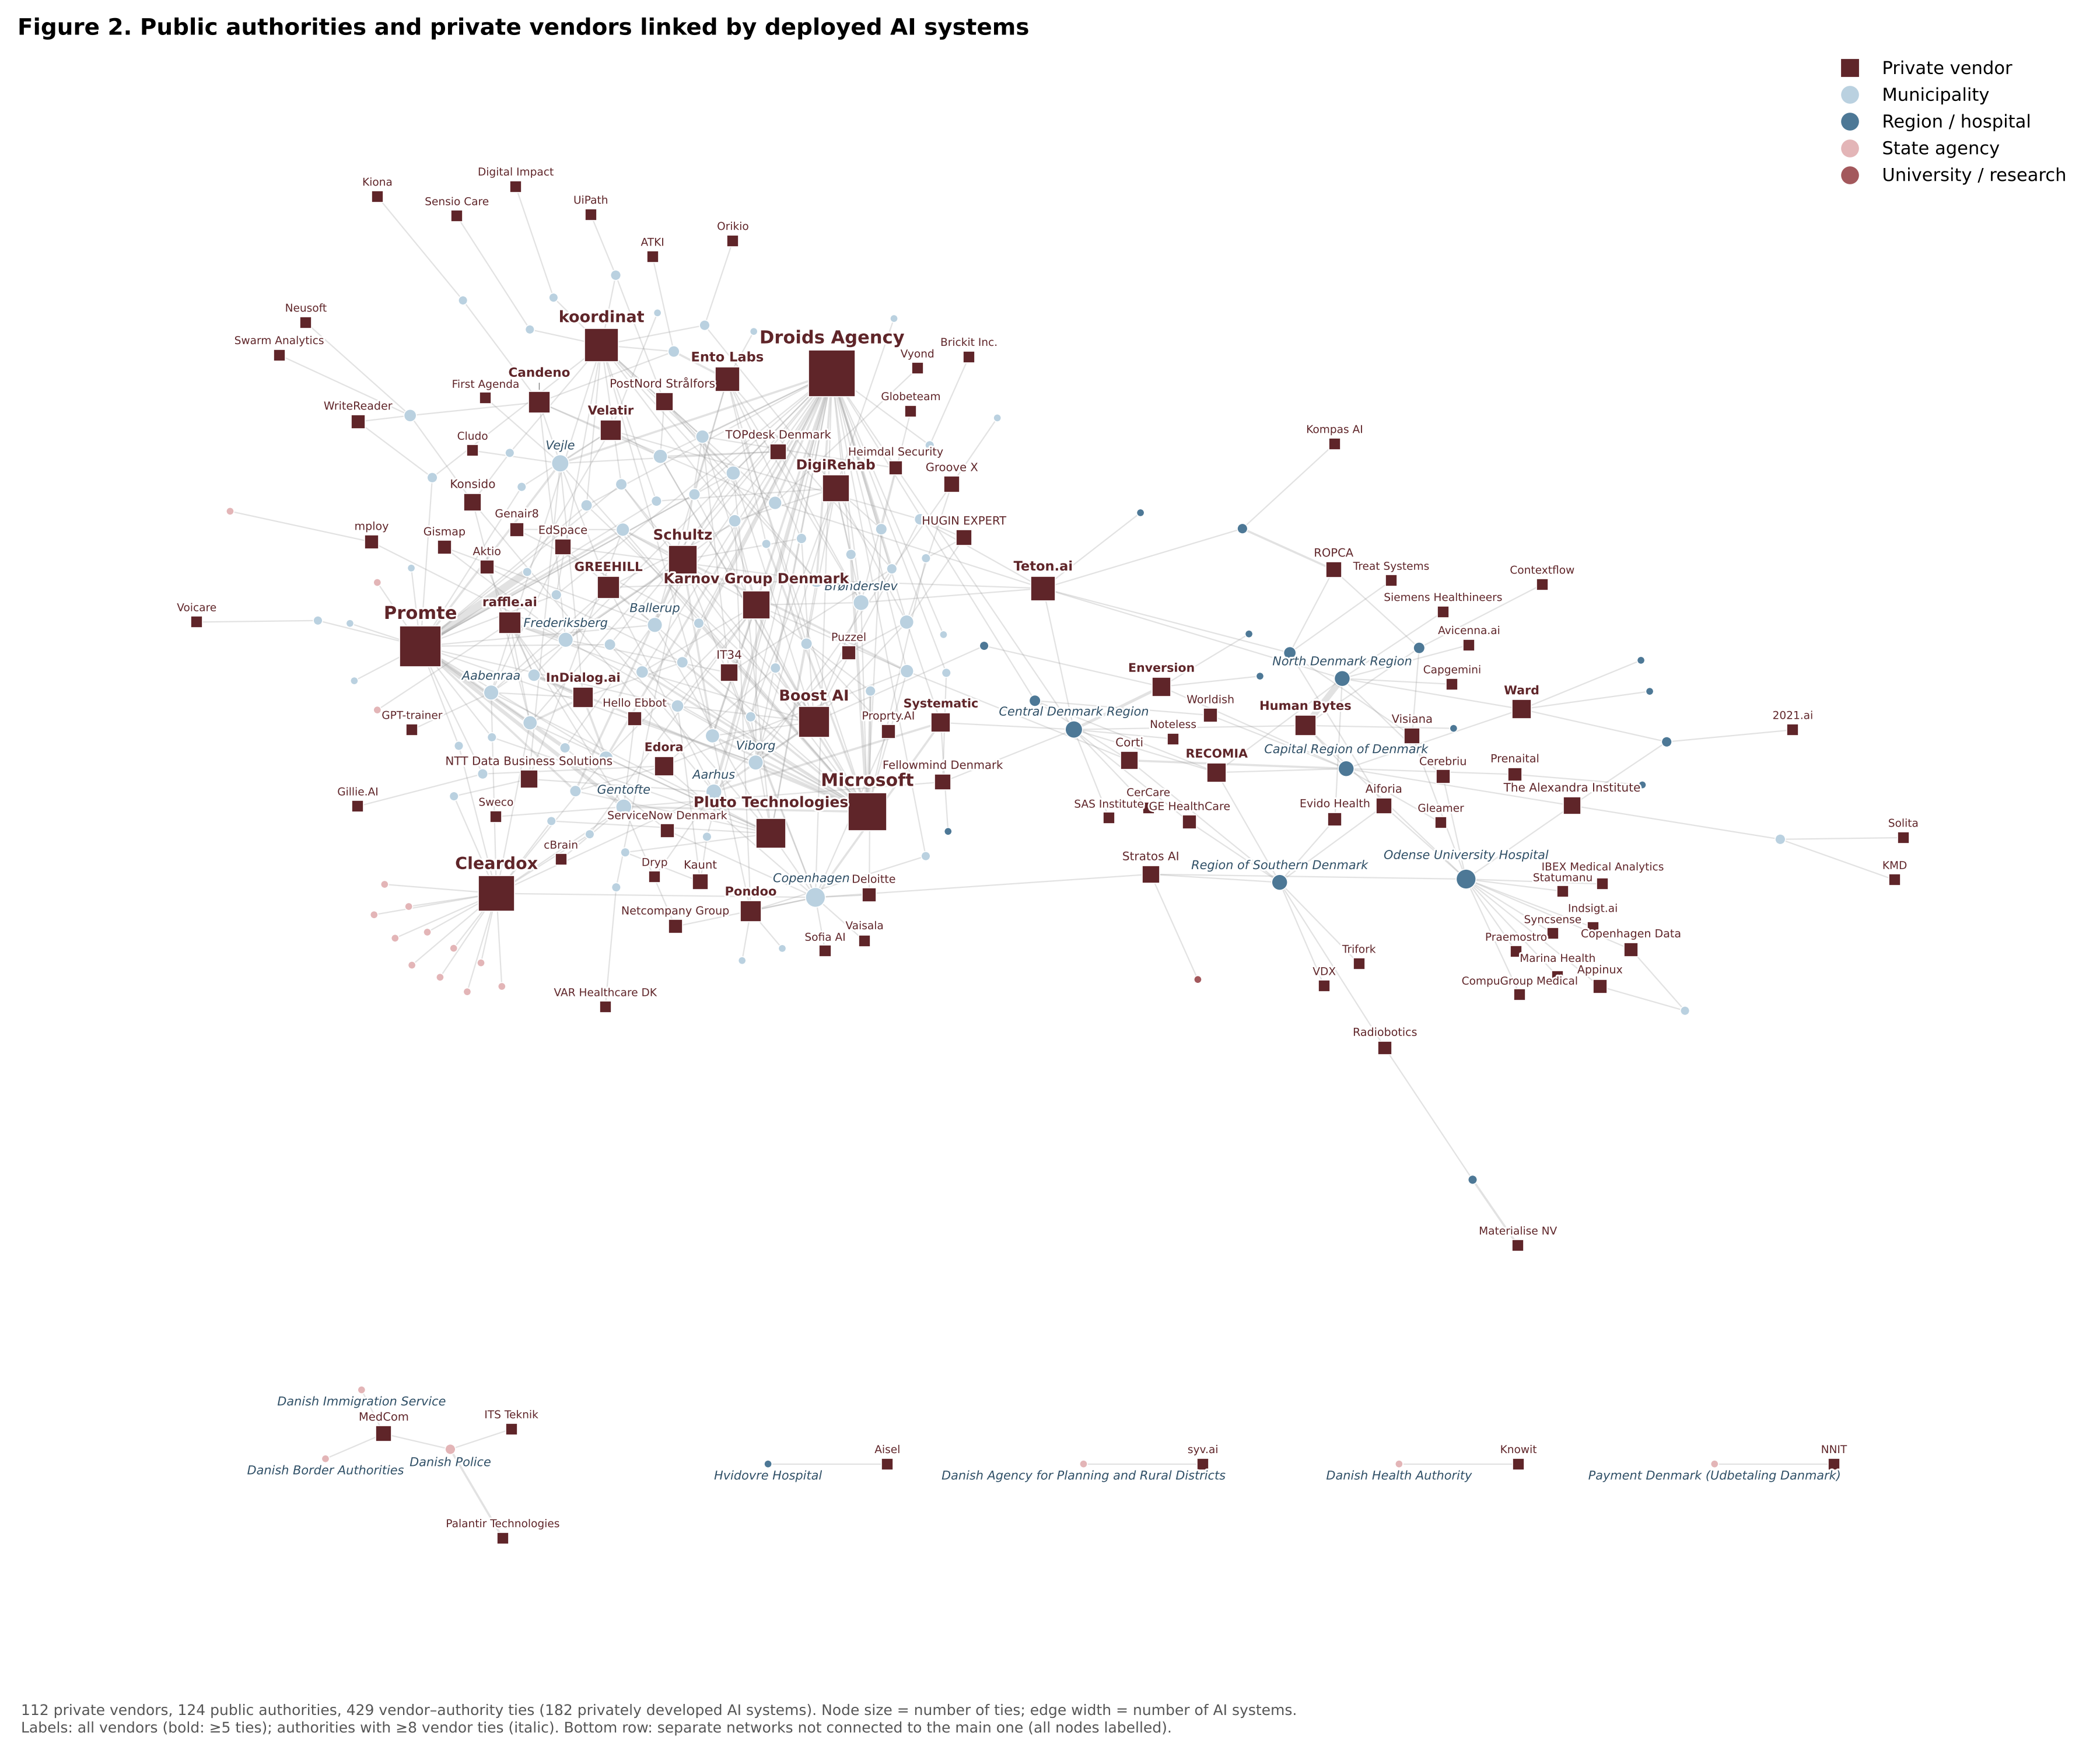 Figure 2. Public authorities and private vendors linked by deployed AI systems
Private vendor
Municipality
Region / hospital
State agency
University / research
Digital Impact
Kiona
Sensio Care
UiPath
Orikio
ATKI
Neusoft
koordinat
Swarm Analytics
Droids Agency
Brickit Inc.
Vyond
Ento Labs
Candeno
First Agenda
PostNord Strålfors
Globeteam
WriteReader
Velatir
Kompas AI
Cludo
Vejle
TOPdesk Denmark
Heimdal Security
DigiRehab
Groove X
Konsido
Genair8
mploy
Gismap
EdSpace
HUGIN EXPERT
Schultz
Aktio
ROPCA
GREEHILL
Teton.ai
Treat Systems
Contextflow
Karnov Group Denmark
Brønderslev
Siemens Healthineers
Voicare
Promte
raffle.ai
Ballerup
Frederiksberg
Puzzel
Avicenna.ai
IT34
North Denmark Region
Aabenraa
InDialog.ai
Enversion
Capgemini
Boost AI
Hello Ebbot
Systematic
Worldish
Human Bytes
Ward
GPT-trainer
Proprty.AI
Central Denmark Region
Noteless
Visiana
2021.ai
Viborg
Edora
Corti
RECOMIA
Capital Region of Denmark
NTT Data Business Solutions
Aarhus
Microsoft
Fellowmind Denmark
Cerebriu
Prenaital
Gentofte
Gillie.AI
Sweco
Pluto Technologies
CerCare
SAS Institute
GE HealthCare
Evido Health
Aiforia
Gleamer
The Alexandra Institute
ServiceNow Denmark
Solita
cBrain
Cleardox
Dryp
Kaunt
Stratos AI
Region of Southern Denmark
Odense University Hospital
IBEX Medical Analytics
KMD
Copenhagen
Deloitte
Statumanu
Pondoo
Netcompany Group
Indsigt.ai
Syncsense
Vaisala
Sofia AI
Praemostro
Copenhagen Data
Trifork
Marina Health
VDX
Appinux
CompuGroup Medical
VAR Healthcare DK
Radiobotics
Materialise NV
Danish Immigration Service
MedCom
ITS Teknik
Danish Border Authorities
Danish Police
Palantir Technologies
Aisel
Hvidovre Hospital
syv.ai
Danish Agency for Planning and Rural Districts
Knowit
Danish Health Authority
NNIT
Payment Denmark (Udbetaling Danmark)
112 private vendors, 124 public authorities, 429 vendor–authority ties (182 privately developed AI systems). Node size = number of ties; edge width = number of AI systems.
Labels: all vendors (bold: ≥5 ties); authorities with ≥8 vendor ties (italic). Bottom row: separate networks not connected to the main one (all nodes labelled).